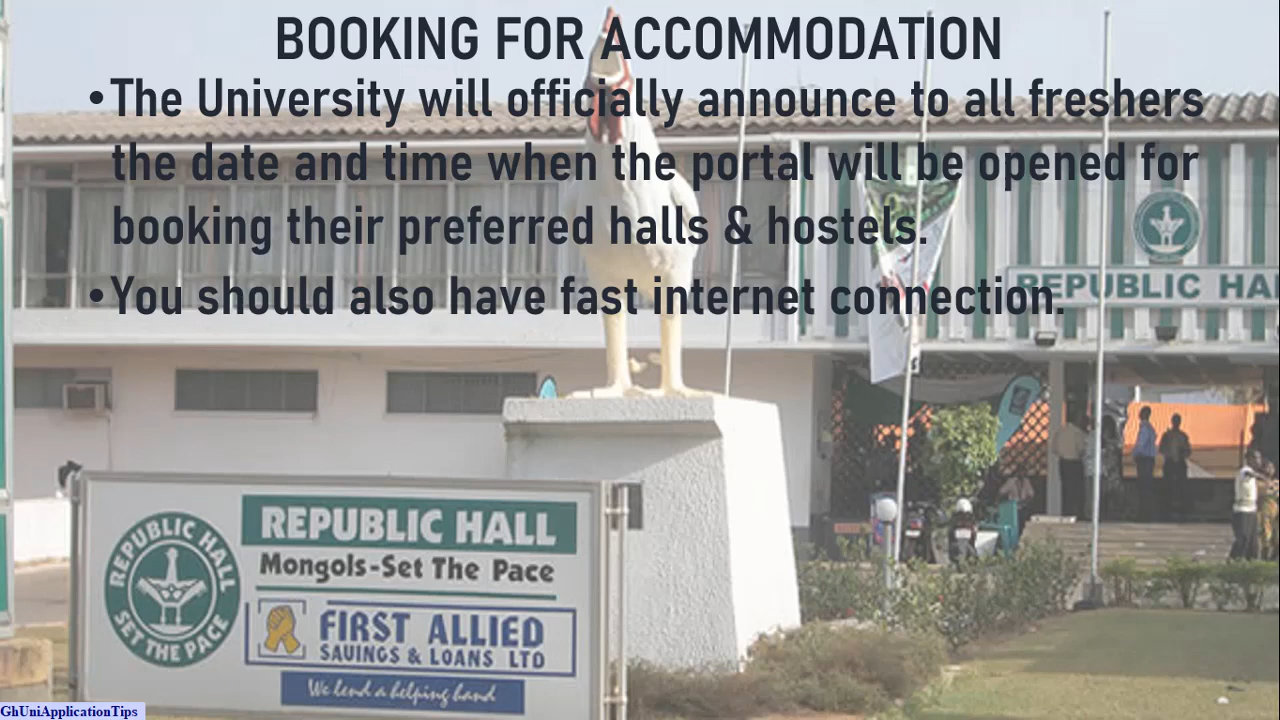 BOOKING FOR ACCOMMODATION
•The University will officially announce to all freshers
the date and time when the portal will be opened for
booking their preferred halls & hostels.
•You should also have fast internet connection.
REPUBLIC HA
REPUBLIC HALL
SET THE PACE
REPUBLIC HALL
Mongols-Set The Pace
FIRST ALLIED
SAVINGS & LOANS LTD
We lend a helping hand
GhUniApplicationTips